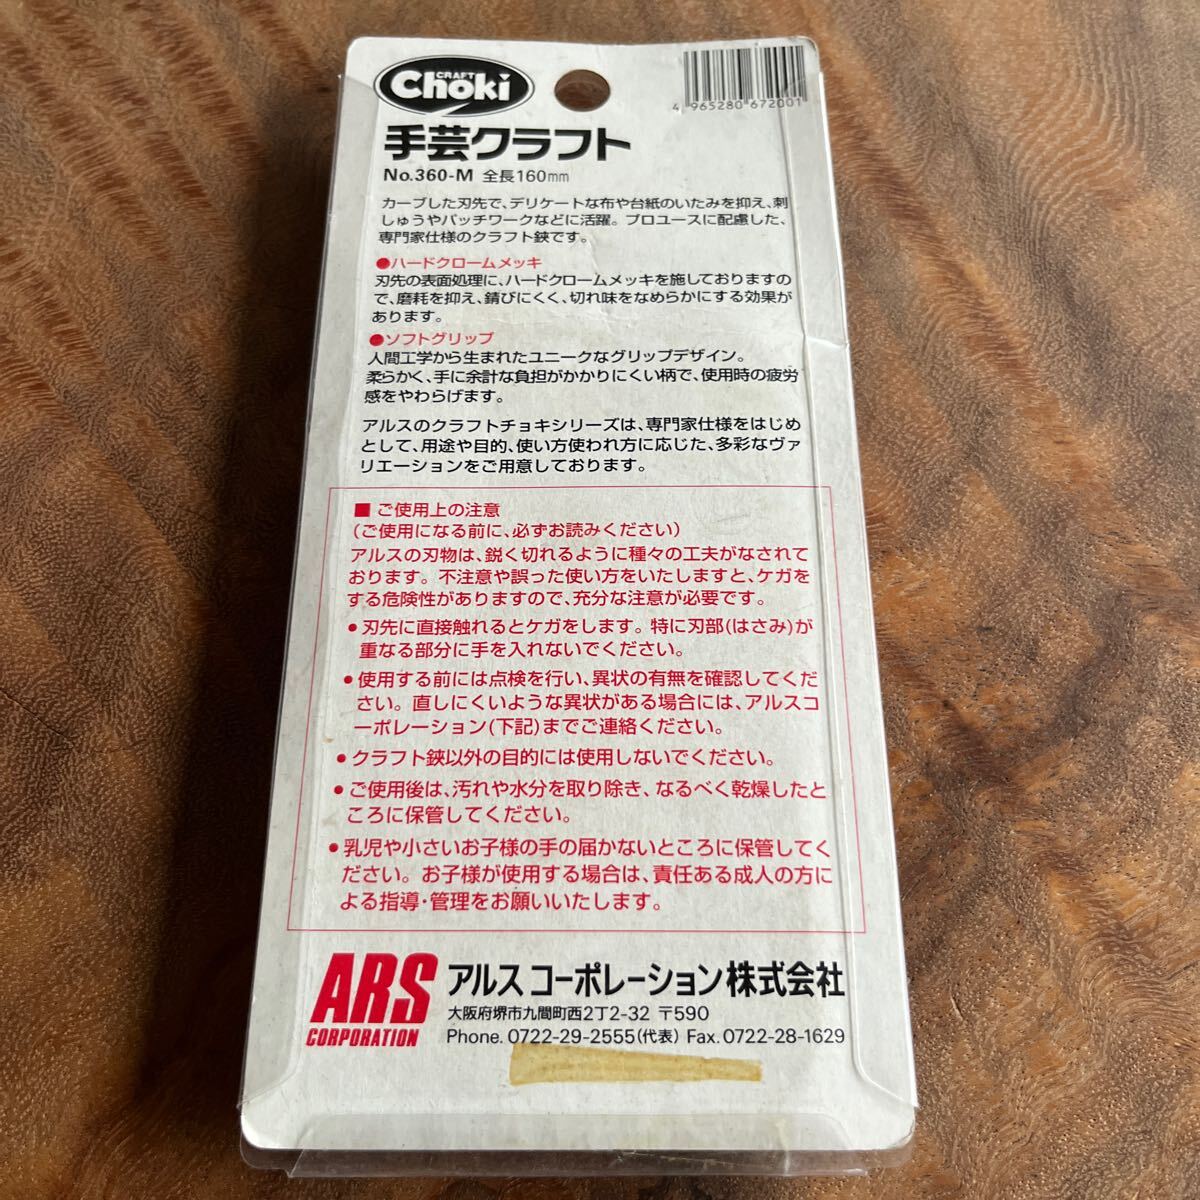 CRAFT
Choki
4 965280 672001
手芸クラフト
No.360-M 全長160mm
カーブした刃先で、デリケートな布や台紙のいたみを抑え、刺
しゅうやパッチワークなどに活躍。プロユースに配慮した、
専門家仕様のクラフト鋏です。
●ハードクロームメッキ
刃先の表面処理に、ハードクロームメッキを施しておりますの
で、磨耗を抑え、錆びにくく、切れ味をなめらかにする効果が
あります。
●ソフトグリップ
人間工学から生まれたユニークなグリップデザイン。
柔らかく、手に余計な負担がかかりにくい柄で、使用時の疲労
感をやわらげます。
アルスのクラフトチョキシリーズは、専門家仕様をはじめ
として、用途や目的、使い方使われ方に応じた、多彩なヴァ
リエーションをご用意しております。
■ ご使用上の注意
(ご使用になる前に、必ずお読みください)
アルスの刃物は、鋭く切れるように種々の工夫がなされて
おります。不注意や誤った使い方をいたしますと、ケガを
する危険性がありますので、充分な注意が必要です。
●刃先に直接触れるとケガをします。特に刃部(はさみ)が
重なる部分に手を入れないでください。
●使用する前には点検を行い、異状の有無を確認してくだ
さい。直しにくいような異状がある場合には、アルスコ
ーポレーション(下記)までご連絡ください。
●クラフト鋏以外の目的には使用しないでください。
●ご使用後は、汚れや水分を取り除き、なるべく乾燥したと
ころに保管してください。
●乳児や小さいお子様の手の届かないところに保管してく
ださい。お子様が使用する場合は、責任ある成人の方に
よる指導・管理をお願いいたします。
ARS
CORPORATION
アルス コーポレーション株式会社
大阪府堺市九間町西2丁2-32 〒590
Phone. 0722-29-2555(代表) Fax. 0722-28-1629